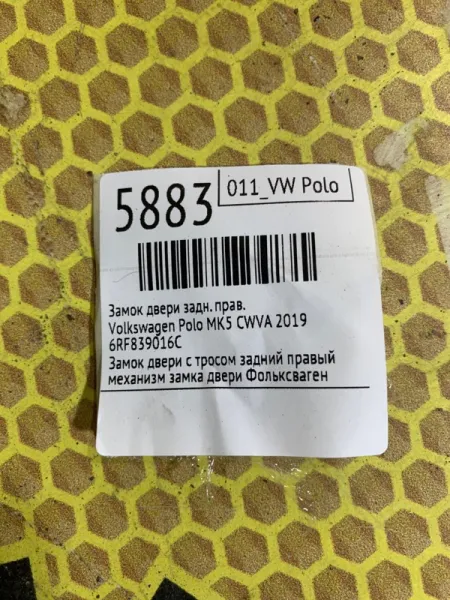 5883
011_VW Polo
Замок двери задн. прав.
Volkswagen Polo MK5 CWVA 2019
6RF839016C
Замок двери с тросом задний правый
механизм замка двери Фольксваген